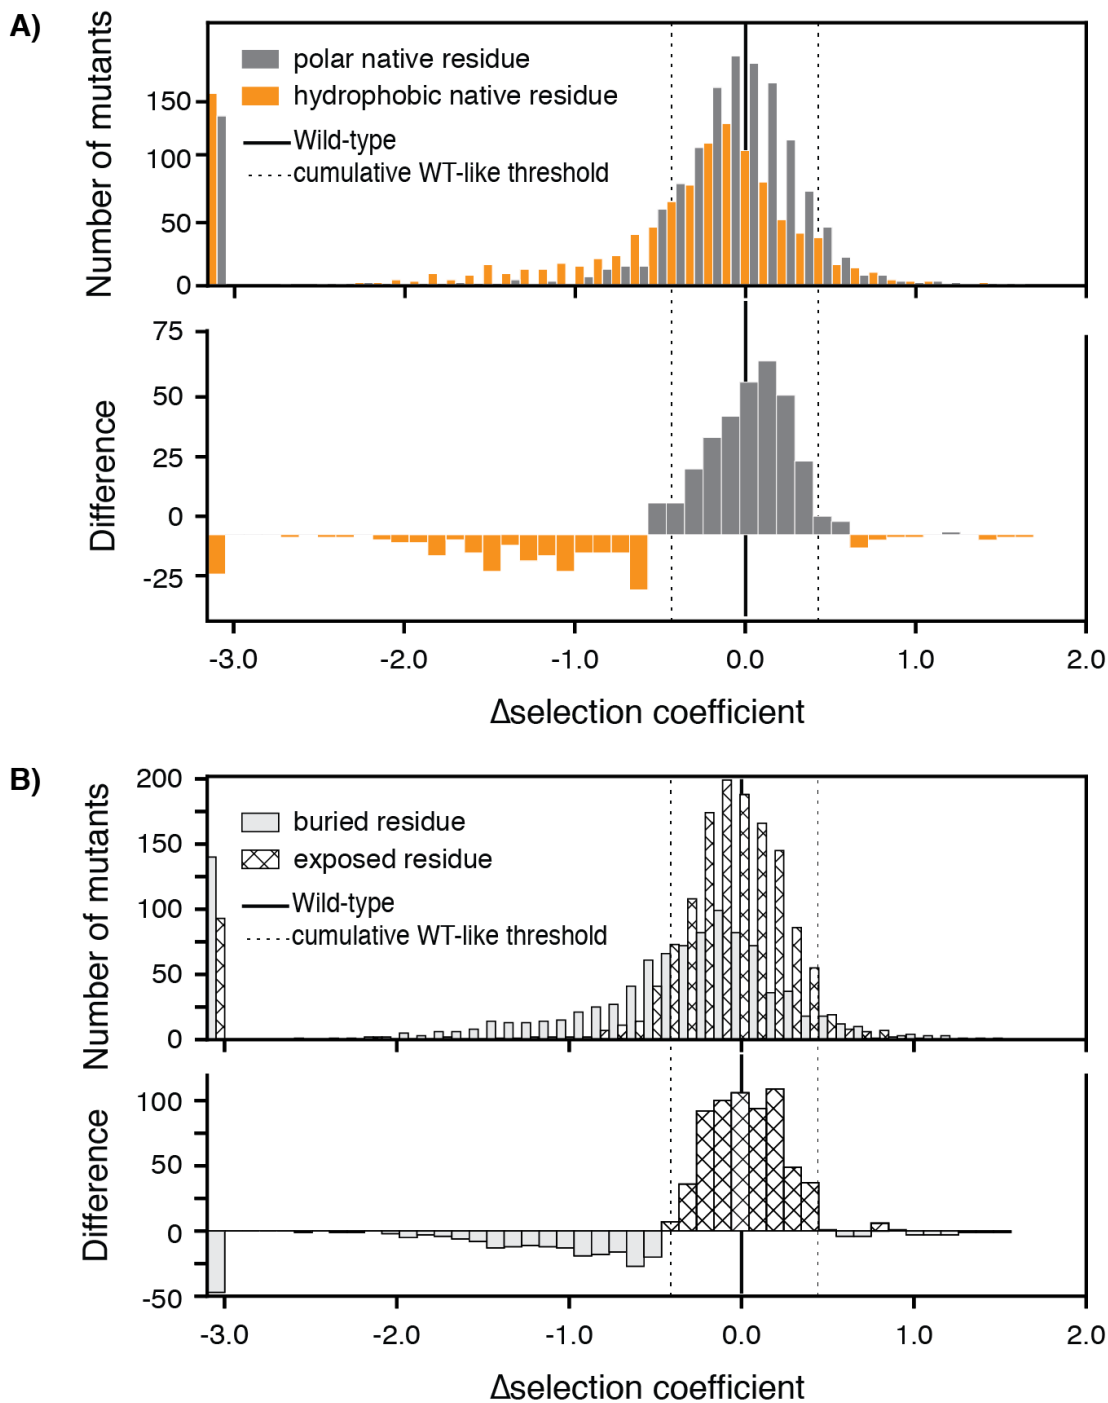 A)
Number of mutants
150
100
50
0
polar native residue
hydrophobic native residue
Wild-type
cumulative WT-like threshold
Difference
75
50
25
0
-25
-3.0 -2.0 -1.0 0.0 1.0 2.0
Δselection coefficient
B)
Number of mutants
200
150
100
50
0
buried residue
exposed residue
Wild-type
cumulative WT-like threshold
Difference
100
50
0
-50
-3.0 -2.0 -1.0 0.0 1.0 2.0
Δselection coefficient